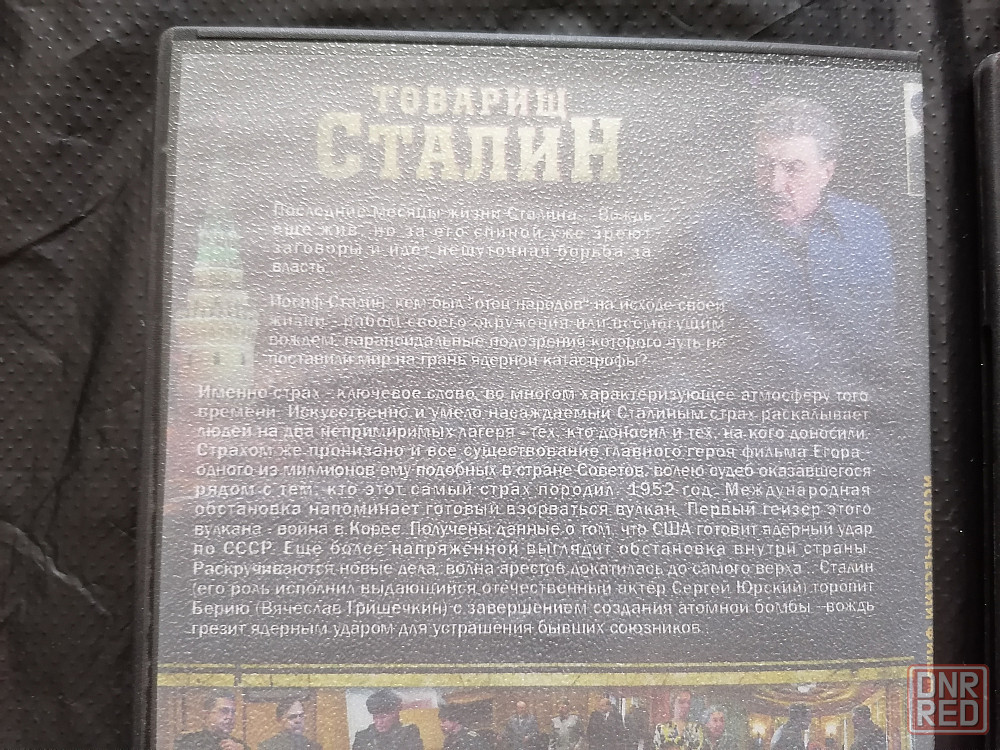 ТОВАРИЩ
СТАЛИН
Последние месяцы жизни Сталина... Вождь
еще жив, но за его спиной уже зреют
заговоры и идёт нешуточная борьба за
власть...
Иосиф Сталин: кем был "отец народов" на исходе своей
жизни - рабом своего окружения или всемогущим
вождем, параноидальные подозрения которого чуть не
поставили мир на грань ядерной катастрофы?
Именно страх - ключевое слово, во многом характеризующее атмосферу того
времени. Искусственно и умело насаждаемый Сталиным страх раскалывает
людей на два непримиримых лагеря - тех, кто доносил и тех, на кого доносили.
Страхом же пронизано и все существование главного героя фильма Егора -
одного из миллионов ему подобных в стране Советов, волею судеб оказавшегося
рядом с тем, кто этот самый страх породил. 1952 год. Международная
обстановка напоминает готовый взорваться вулкан. Первый гейзер этого
вулкана - война в Корее. Получены данные о том, что США готовит ядерный удар
по СССР. Еще более напряжённой выглядит обстановка внутри страны.
Раскручиваются новые дела, волна арестов докатилась до самого верха... Сталин
(его роль исполнил выдающийся отечественный актёр Сергей Юрский) торопит
Берию (Вячеслав Гришечкин) с завершением создания атомной бомбы - вождь
грезит ядерным ударом для устрашения бывших союзников...
ИСТОРИЧЕСКИЙ
DNR
RED